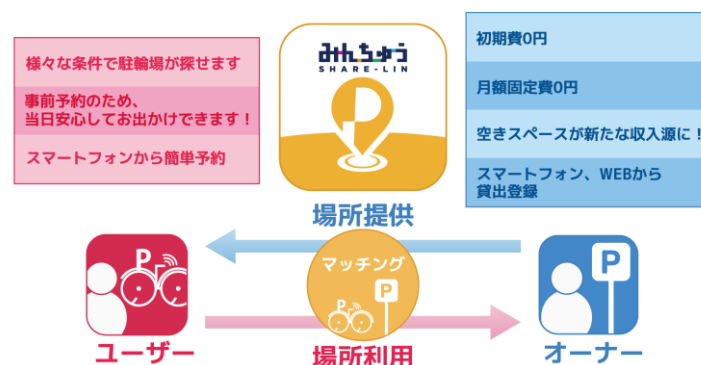 様々な条件で駐輪場が探せます
事前予約のため、
当日安心してお出かけできます！
スマートフォンから簡単予約
みんちゅう
SHARE-LIN
P
初期費0円
月額固定費0円
空きスペースが新たな収入源に！
スマートフォン、WEBから
貸出登録
場所提供
P
マッチング
P
P
P
ユーザー
場所利用
オーナー